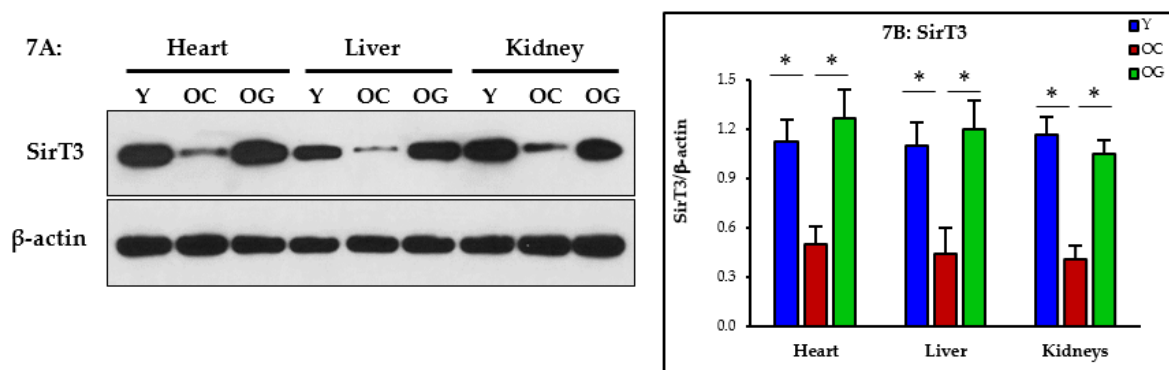 7A:
Heart Liver Kidney
Y OC OG Y OC OG Y OC OG
SirT3
β-actin
7B: SirT3
Y
OC
OG
* * * * * *
SirT3/β-actin
1.5
1.2
0.9
0.6
0.3
0.0
Heart Liver Kidneys